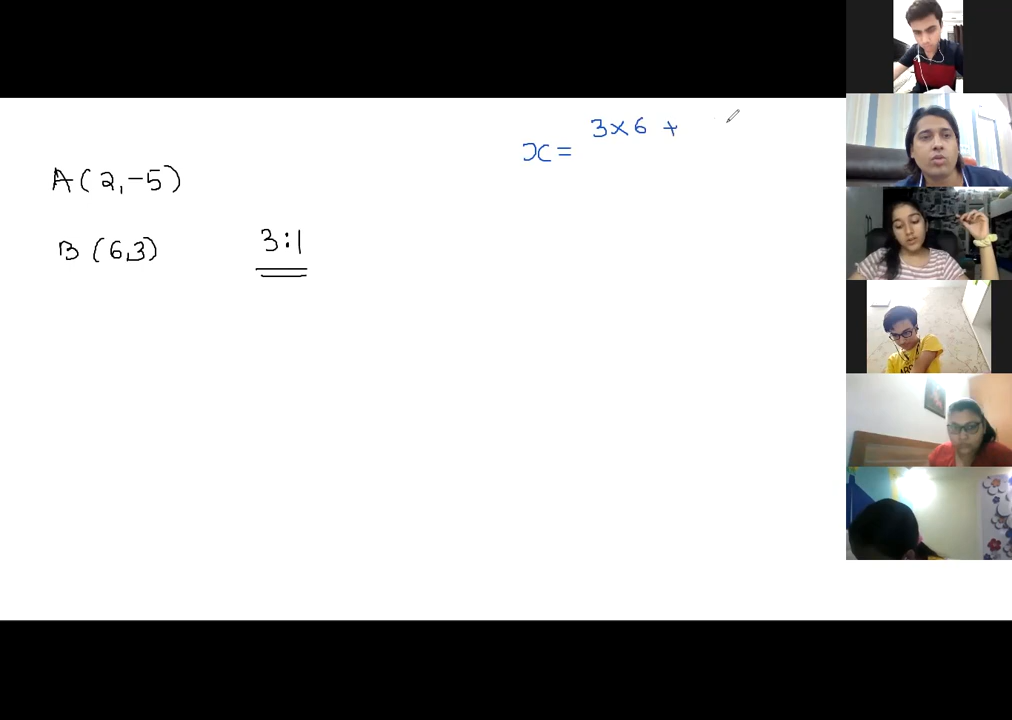 x = 3×6 +
A(2,-5)
B (6,3) 3:1